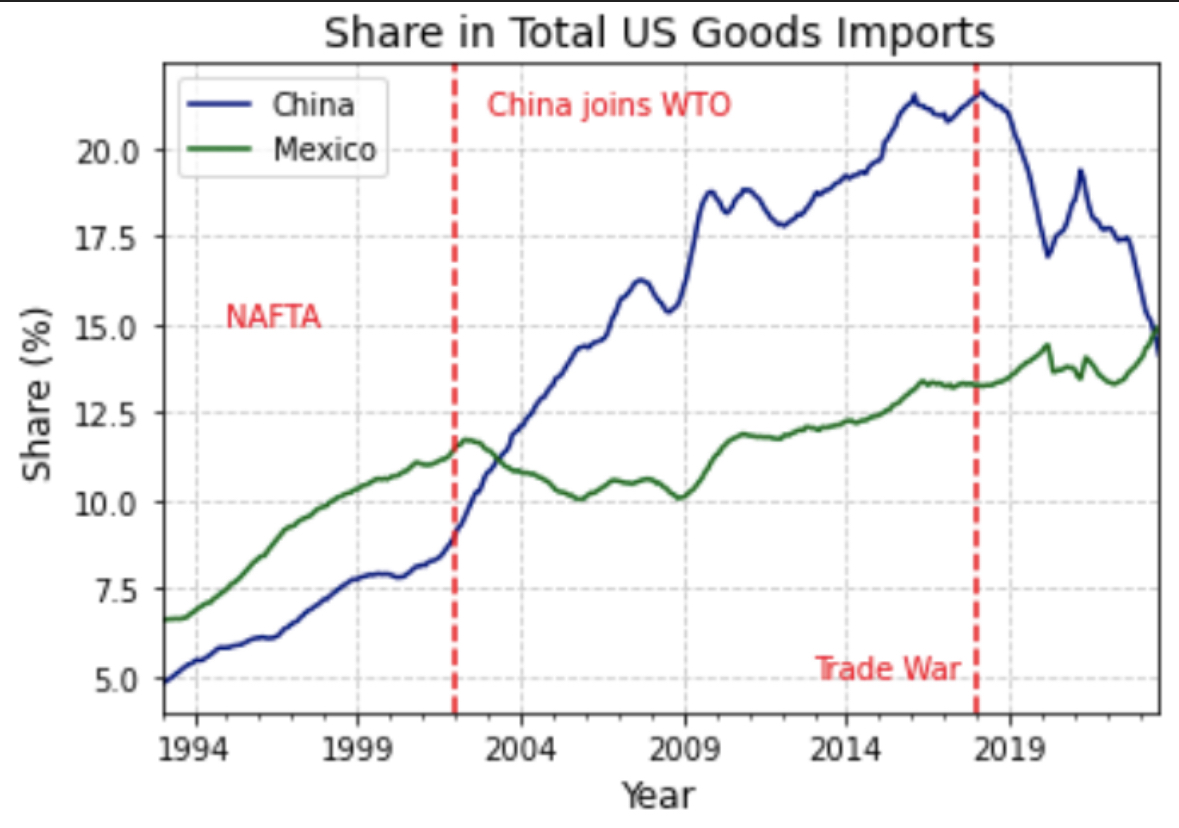 Share in Total US Goods Imports
China
Mexico
China joins WTO
NAFTA
Trade War
Share (%)
20.0
17.5
15.0
12.5
10.0
7.5
5.0
1994 1999 2004 2009 2014 2019
Year